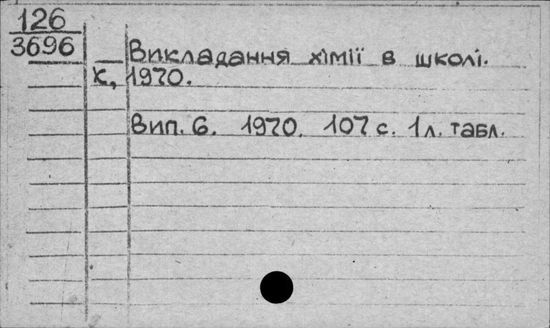 126
3696
Викладання хімії в школі.
К, 1970.
Вип. 6. 1970. 107 с. 1 л. табл.